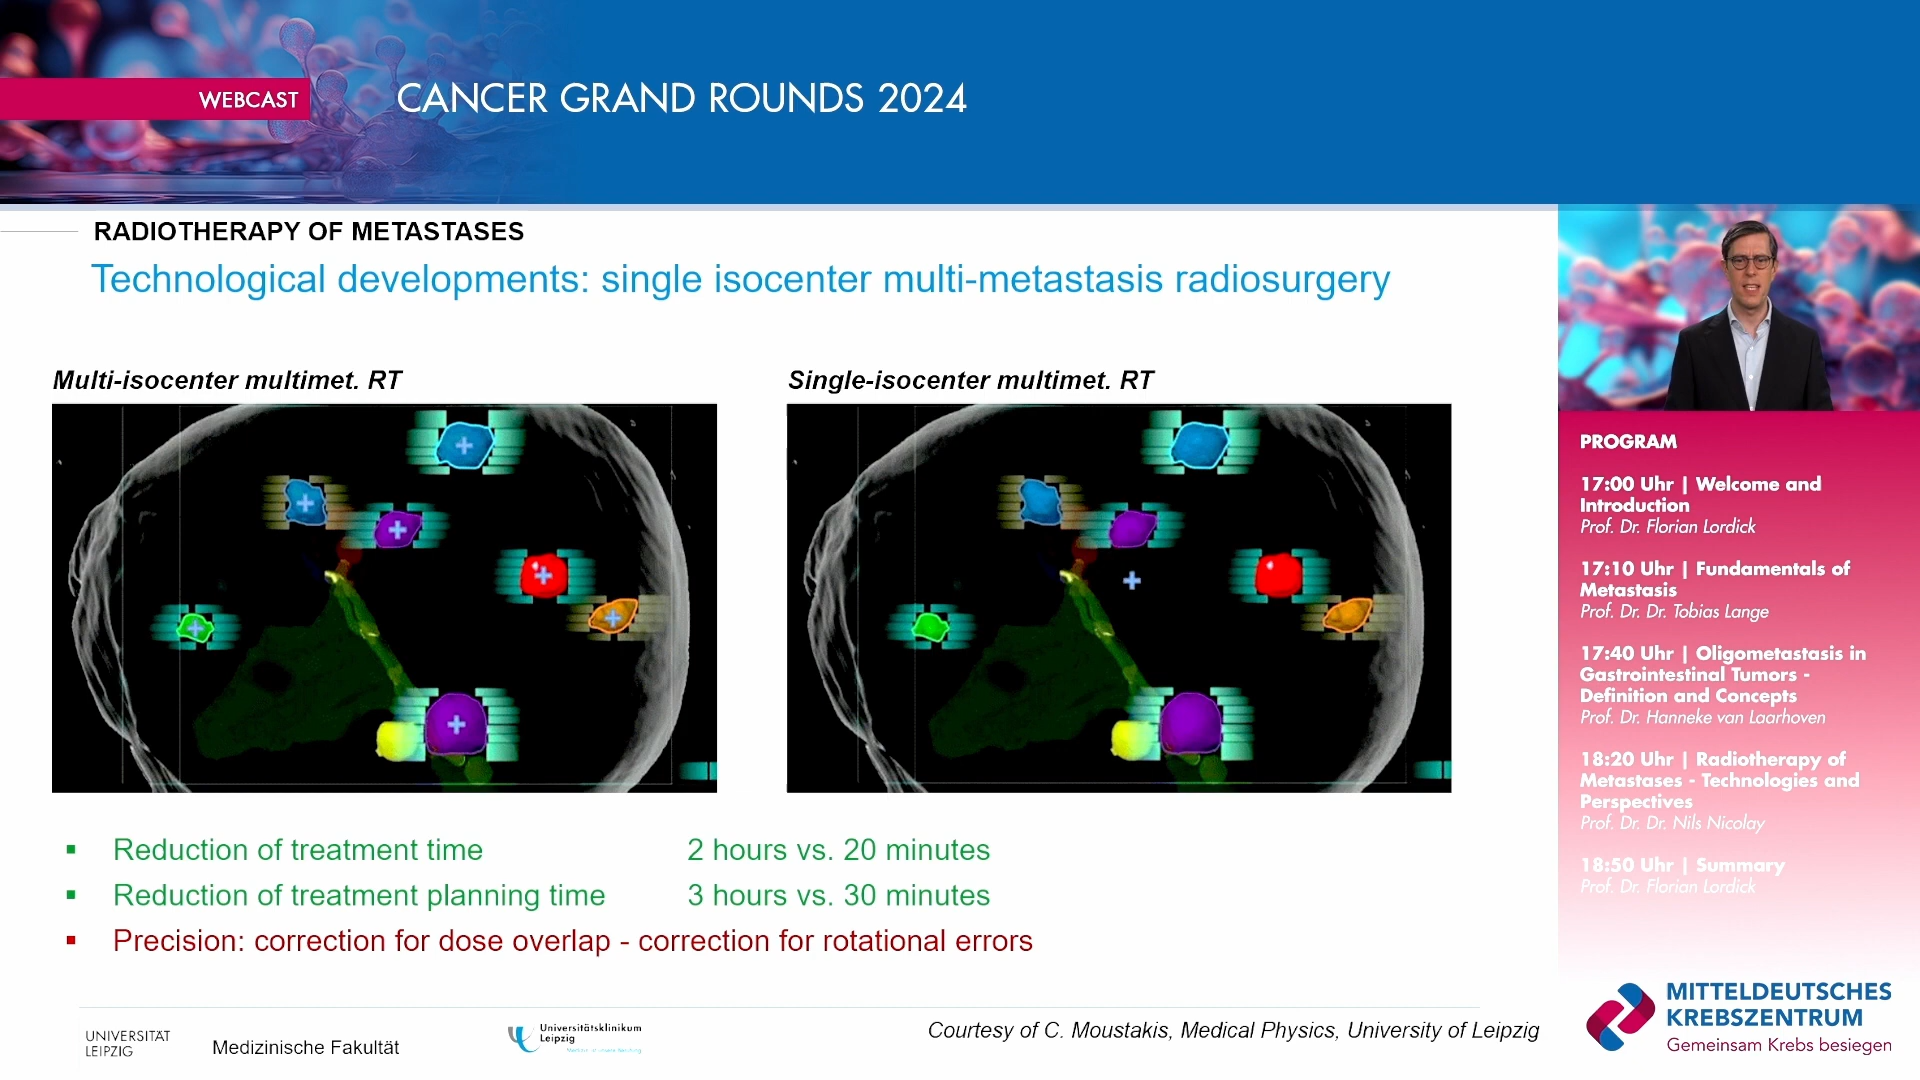 WEBCAST
CANCER GRAND ROUNDS 2024
RADIOTHERAPY OF METASTASES
Technological developments: single isocenter multi-metastasis radiosurgery
Multi-isocenter multimet. RT
Single-isocenter multimet. RT
▪ Reduction of treatment time 2 hours vs. 20 minutes
▪ Reduction of treatment planning time 3 hours vs. 30 minutes
▪ Precision: correction for dose overlap - correction for rotational errors
UNIVERSITÄT
LEIPZIG
Medizinische Fakultät
Universitätsklinikum
Leipzig
Courtesy of C. Moustakis, Medical Physics, University of Leipzig
PROGRAM
17:00 Uhr | Welcome and
Introduction
Prof. Dr. Florian Lordick
17:10 Uhr | Fundamentals of
Metastasis
Prof. Dr. Dr. Tobias Lange
17:40 Uhr | Oligometastasis in
Gastrointestinal Tumors -
Definition and Concepts
Prof. Dr. Hanneke van Laarhoven
18:20 Uhr | Radiotherapy of
Metastases - Technologies and
Perspectives
Prof. Dr. Dr. Nils Nicolay
18:50 Uhr | Summary
Prof. Dr. Florian Lordick
MITTELDEUTSCHES
KREBSZENTRUM
Gemeinsam Krebs besiegen